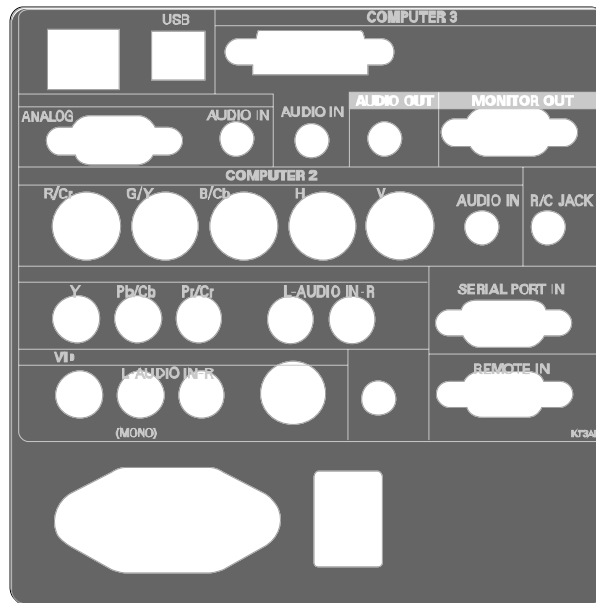 USB
COMPUTER 3
ANALOG
AUDIO IN
AUDIO IN
AUDIO OUT
MONITOR OUT
COMPUTER 2
R/Cr
G/Y
B/Cb
H
V
AUDIO IN
R/C JACK
Y
Pb/Cb
Pr/Cr
L-AUDIO IN-R
SERIAL PORT IN
L-AUDIO IN-R
REMOTE IN
(MONO)